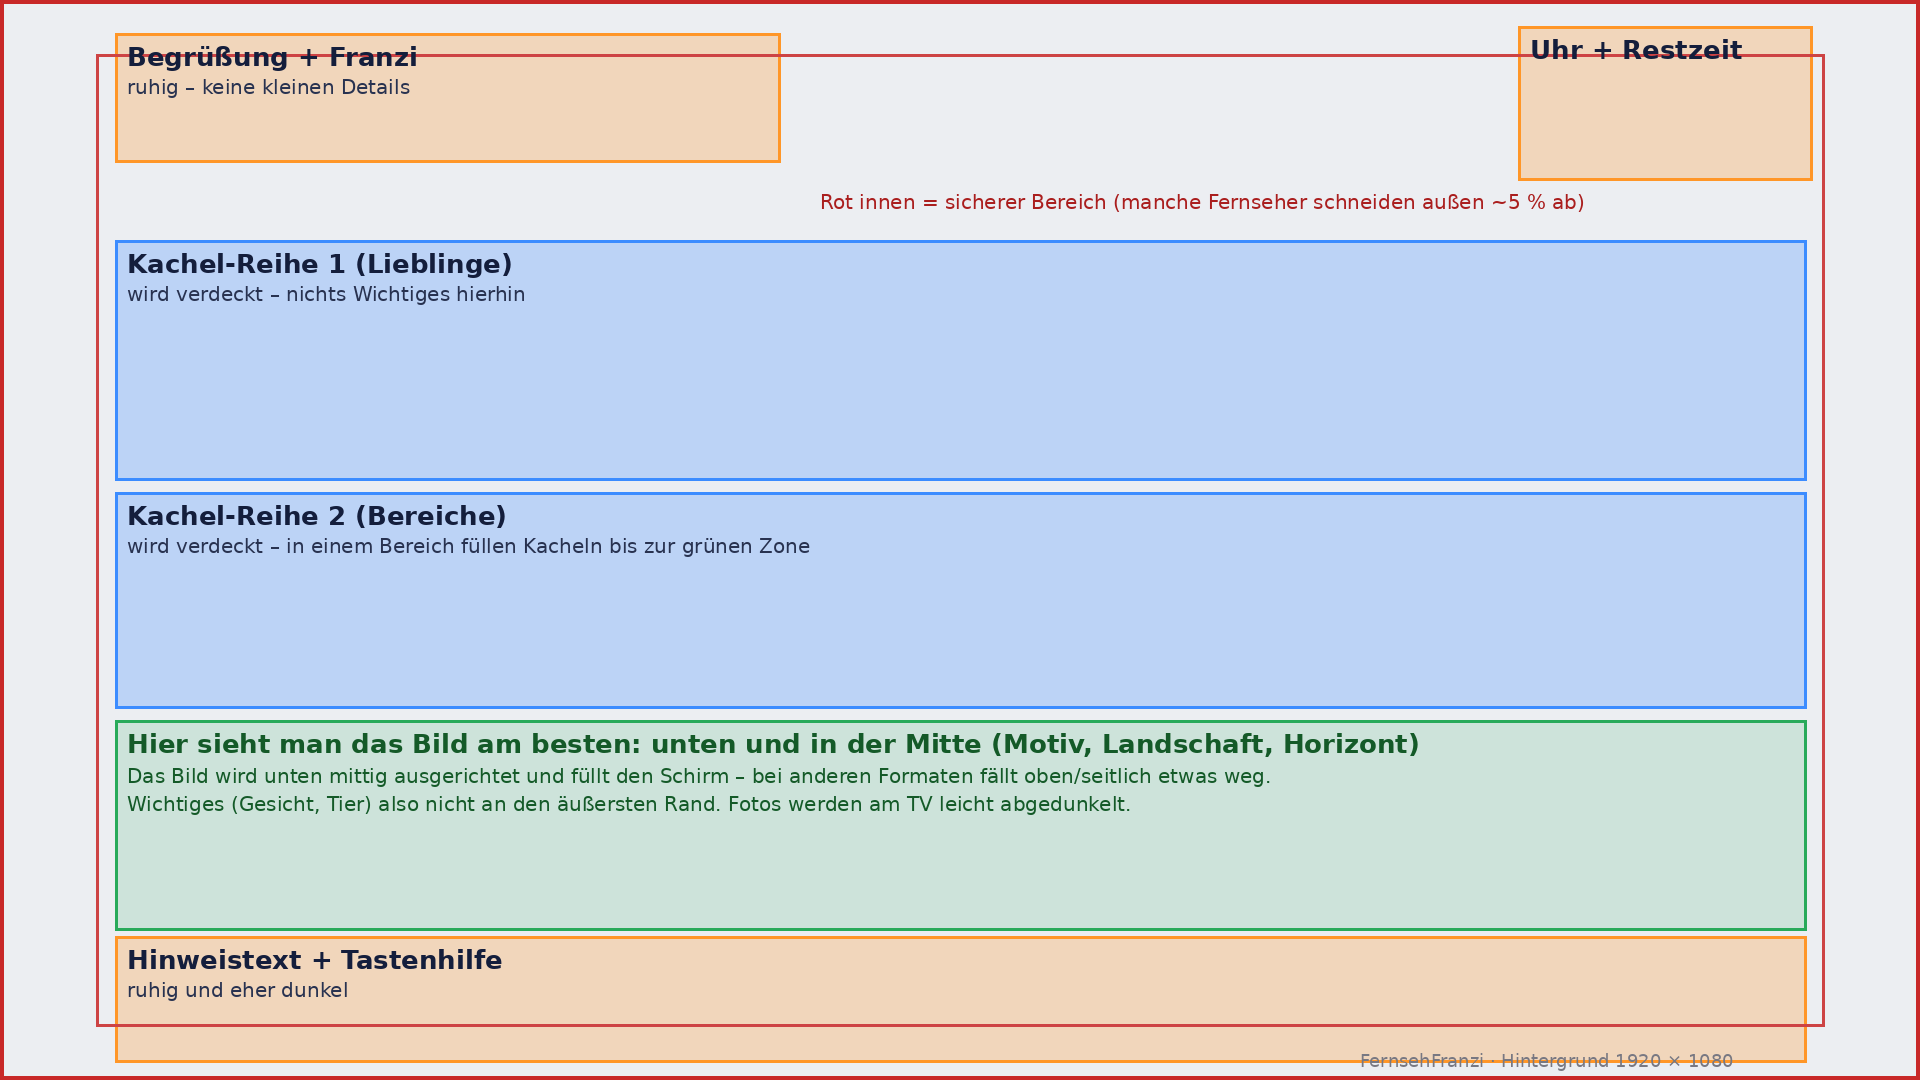 Begrüßung + Franzi
ruhig – keine kleinen Details
Uhr + Restzeit
Rot innen = sicherer Bereich (manche Fernseher schneiden außen ~5 % ab)
Kachel-Reihe 1 (Lieblinge)
wird verdeckt – nichts Wichtiges hierhin
Kachel-Reihe 2 (Bereiche)
wird verdeckt – in einem Bereich füllen Kacheln bis zur grünen Zone
Hier sieht man das Bild am besten: unten und in der Mitte (Motiv, Landschaft, Horizont)
Das Bild wird unten mittig ausgerichtet und füllt den Schirm – bei anderen Formaten fällt oben/seitlich etwas weg.
Wichtiges (Gesicht, Tier) also nicht an den äußersten Rand. Fotos werden am TV leicht abgedunkelt.
Hinweistext + Tastenhilfe
ruhig und eher dunkel
FernsehFranzi · Hintergrund 1920 × 1080